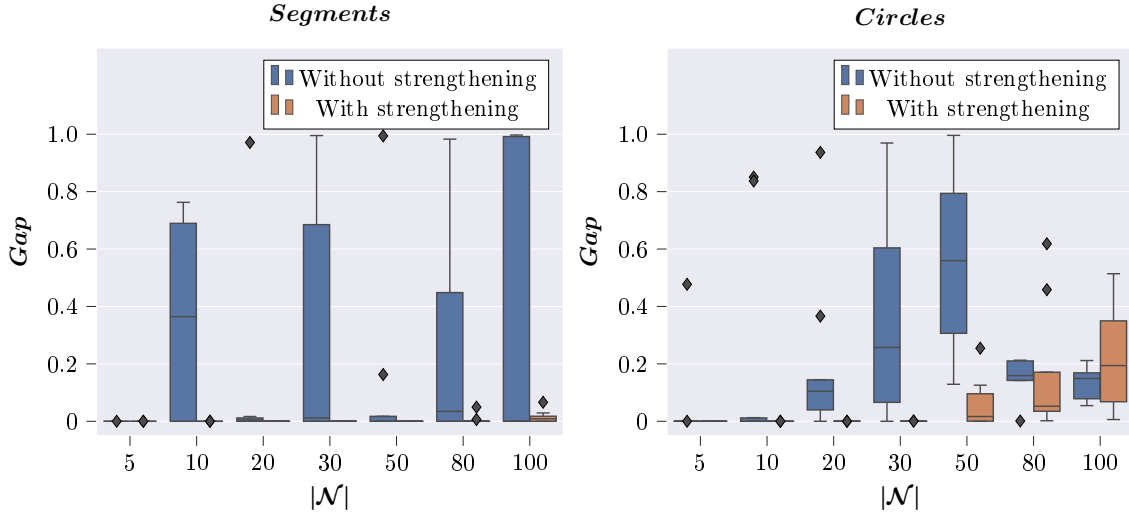 Segments
Without strengthening
With strengthening
1.0
0.8
0.6
0.4
0.2
0
Gap
5 10 20 30 50 80 100
|𝒩|
Circles
Without strengthening
With strengthening
1.0
0.8
0.6
0.4
0.2
0
Gap
5 10 20 30 50 80 100
|𝒩|